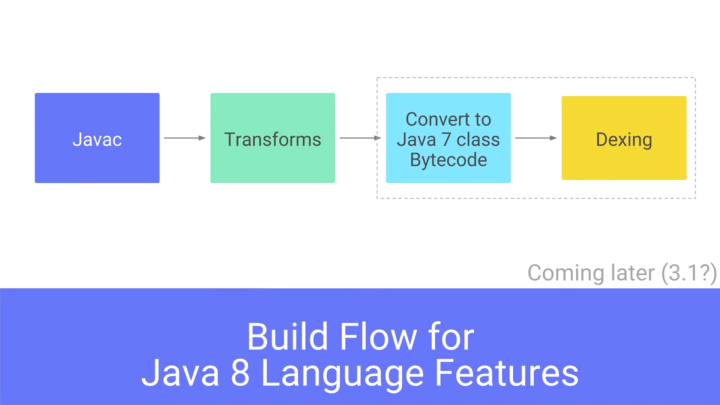 Javac
Transforms
Convert to
Java 7 class
Bytecode
Dexing
Coming later (3.1?)
Build Flow for
Java 8 Language Features